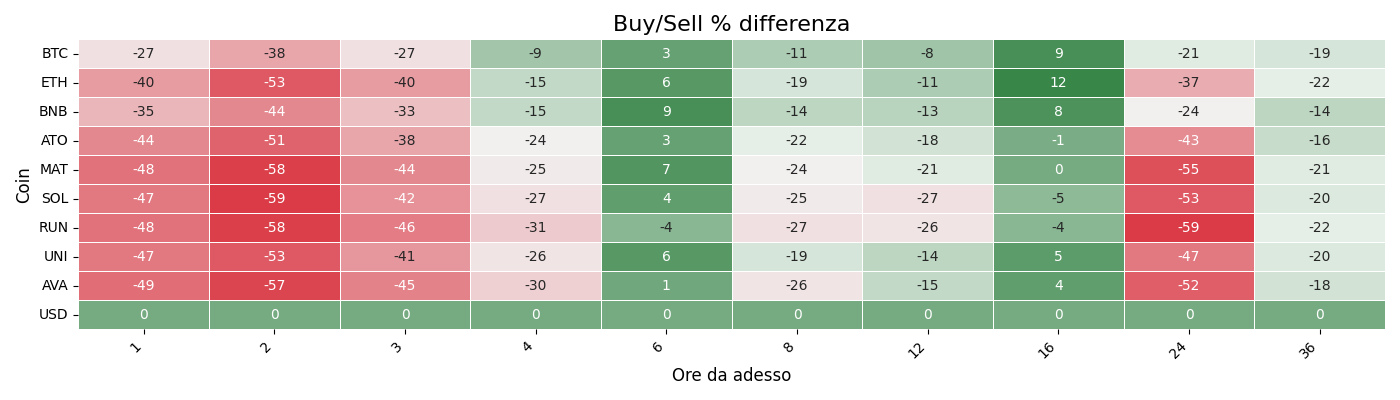 Buy/Sell % differenza
Coin
BTC -27 -38 -27 -9 3 -11 -8 9 -21 -19
ETH -40 -53 -40 -15 6 -19 -11 12 -37 -22
BNB -35 -44 -33 -15 9 -14 -13 8 -24 -14
ATO -44 -51 -38 -24 3 -22 -18 -1 -43 -16
MAT -48 -58 -44 -25 7 -24 -21 0 -55 -21
SOL -47 -59 -42 -27 4 -25 -27 -5 -53 -20
RUN -48 -58 -46 -31 -4 -27 -26 -4 -59 -22
UNI -47 -53 -41 -26 6 -19 -14 5 -47 -20
AVA -49 -57 -45 -30 1 -26 -15 4 -52 -18
USD 0 0 0 0 0 0 0 0 0 0
1 2 3 4 6 8 12 16 24 36
Ore da adesso